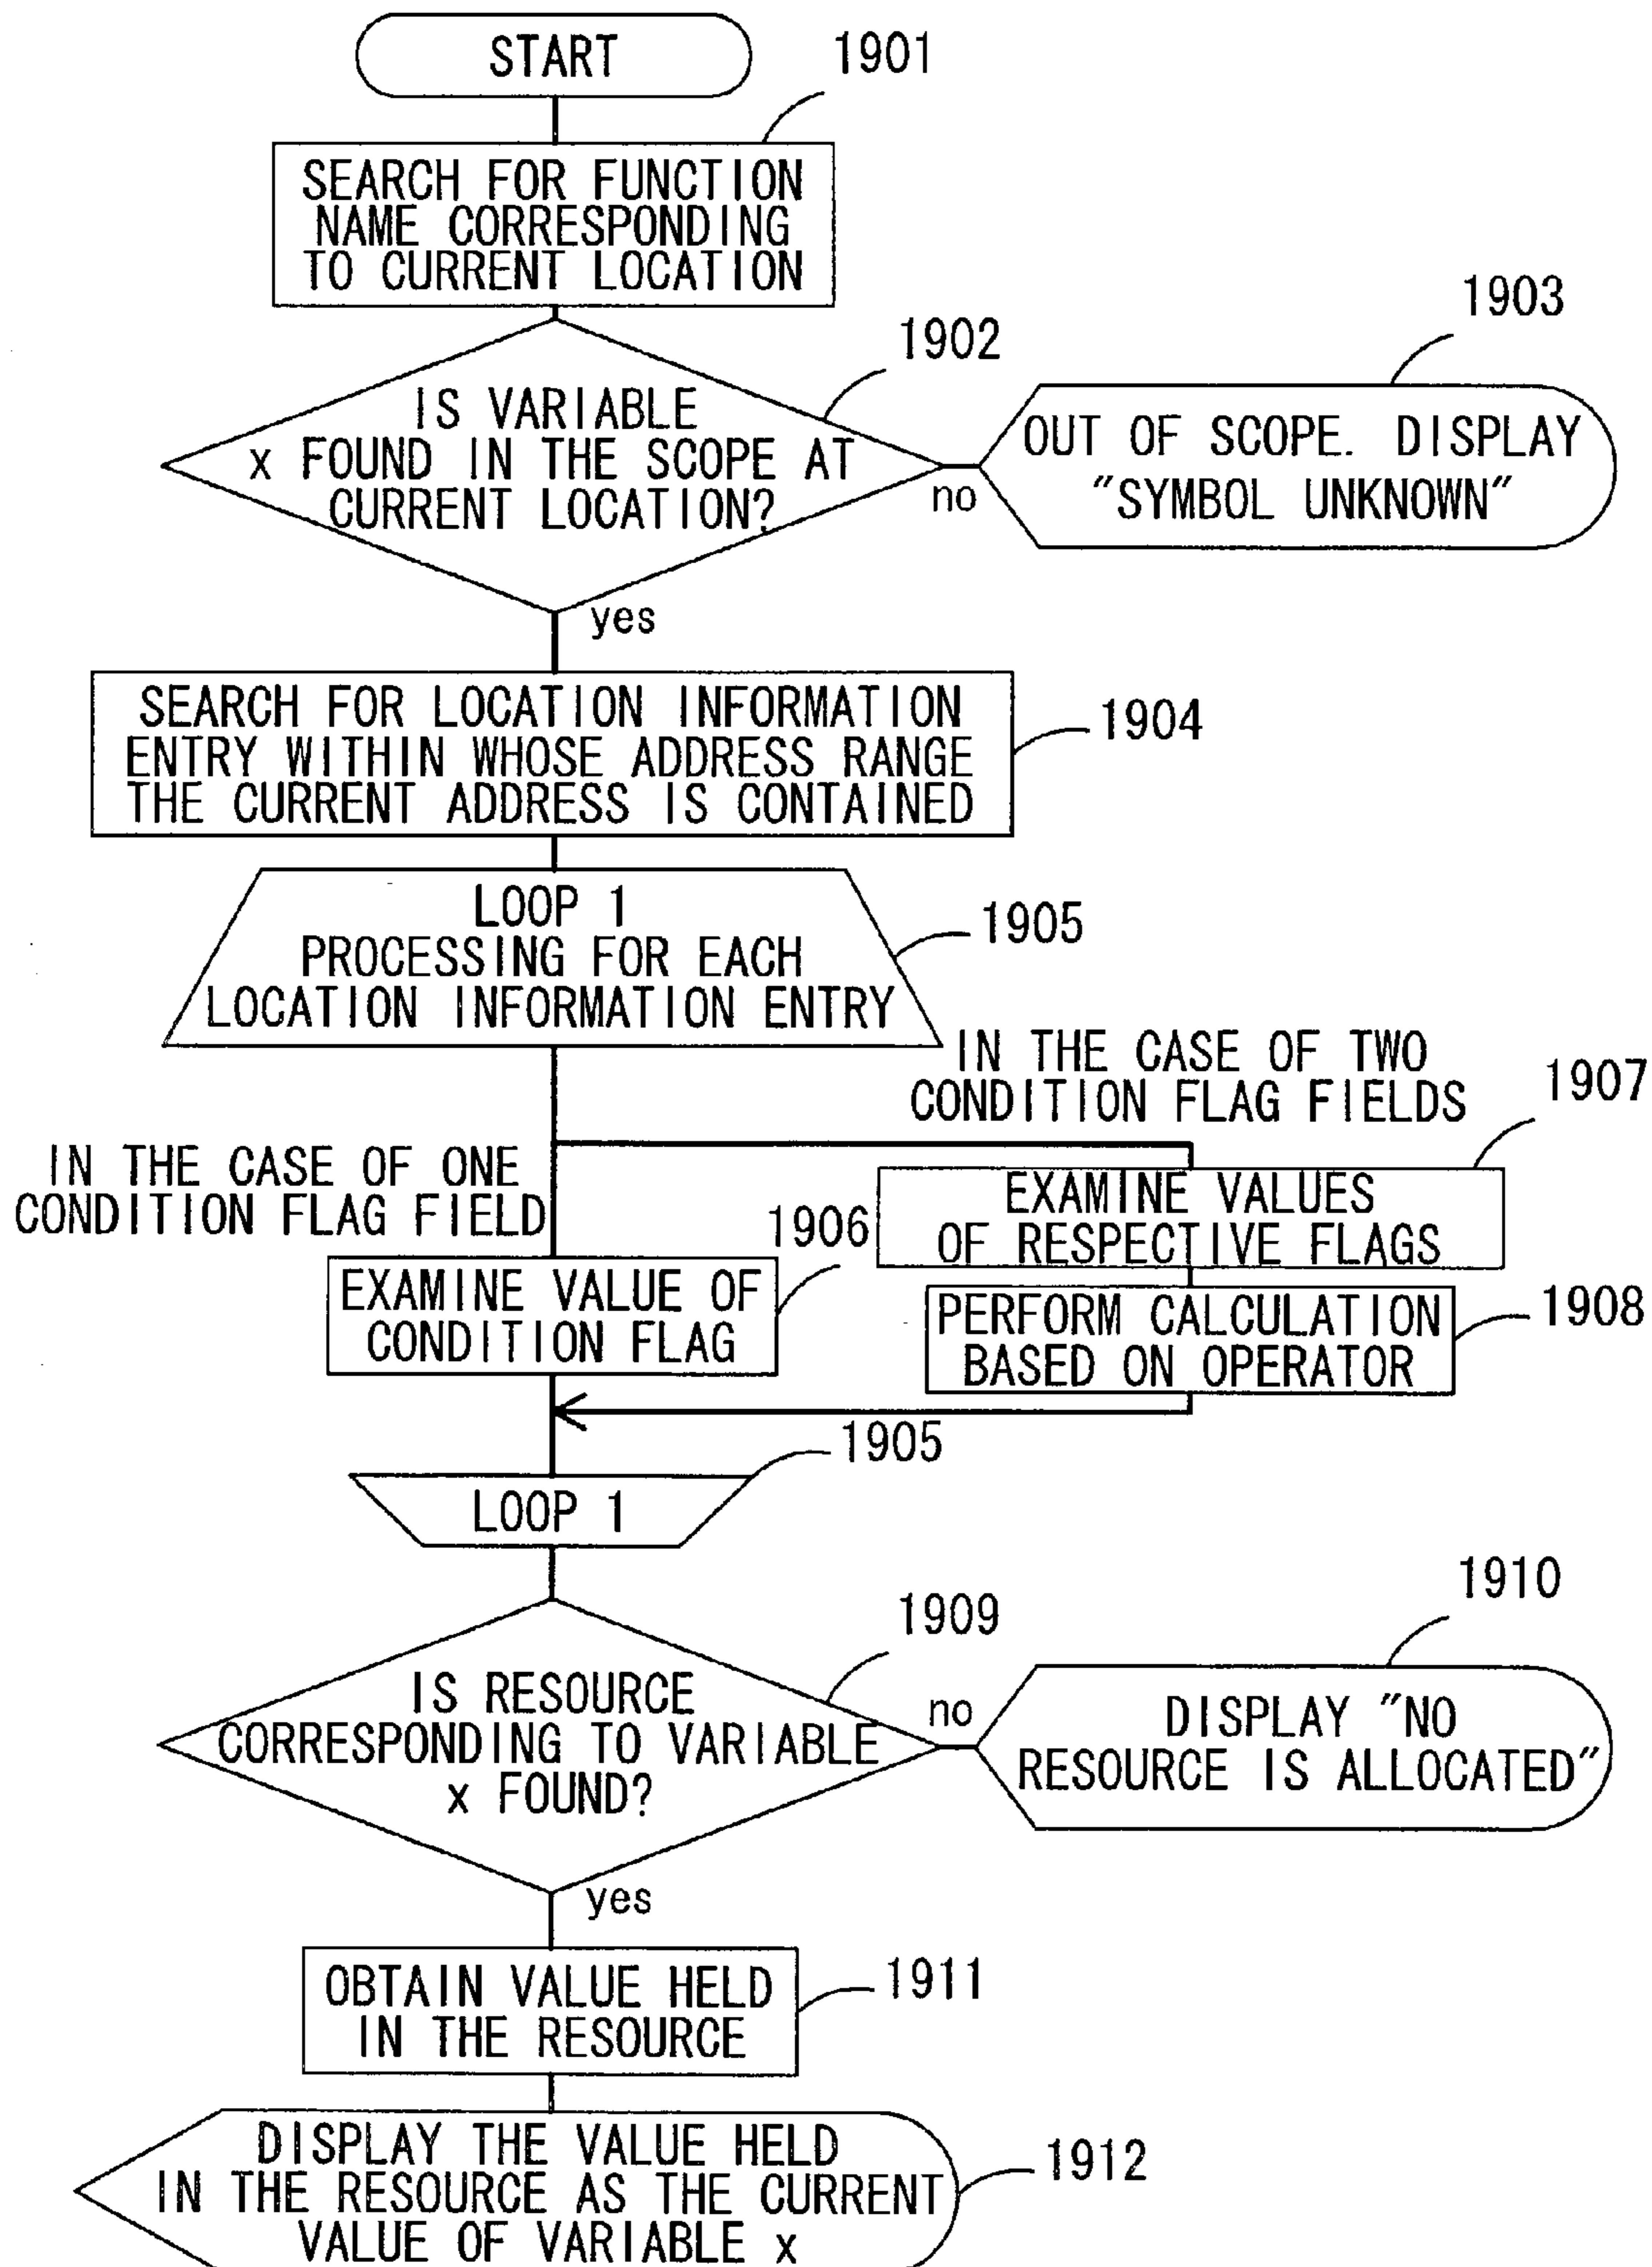 START
1901
SEARCH FOR FUNCTION
NAME CORRESPONDING
TO CURRENT LOCATION
1902
IS VARIABLE
x FOUND IN THE SCOPE AT
CURRENT LOCATION?
no
1903
OUT OF SCOPE. DISPLAY
"SYMBOL UNKNOWN"
yes
SEARCH FOR LOCATION INFORMATION
ENTRY WITHIN WHOSE ADDRESS RANGE
THE CURRENT ADDRESS IS CONTAINED
1904
LOOP 1
PROCESSING FOR EACH
LOCATION INFORMATION ENTRY
1905
IN THE CASE OF TWO
CONDITION FLAG FIELDS
1907
IN THE CASE OF ONE
CONDITION FLAG FIELD
EXAMINE VALUES
OF RESPECTIVE FLAGS
1906
EXAMINE VALUE OF
CONDITION FLAG
PERFORM CALCULATION
BASED ON OPERATOR
1908
1905
LOOP 1
1909
IS RESOURCE
CORRESPONDING TO VARIABLE
x FOUND?
no
1910
DISPLAY "NO
RESOURCE IS ALLOCATED"
yes
OBTAIN VALUE HELD
IN THE RESOURCE
1911
DISPLAY THE VALUE HELD
IN THE RESOURCE AS THE CURRENT
VALUE OF VARIABLE x
1912